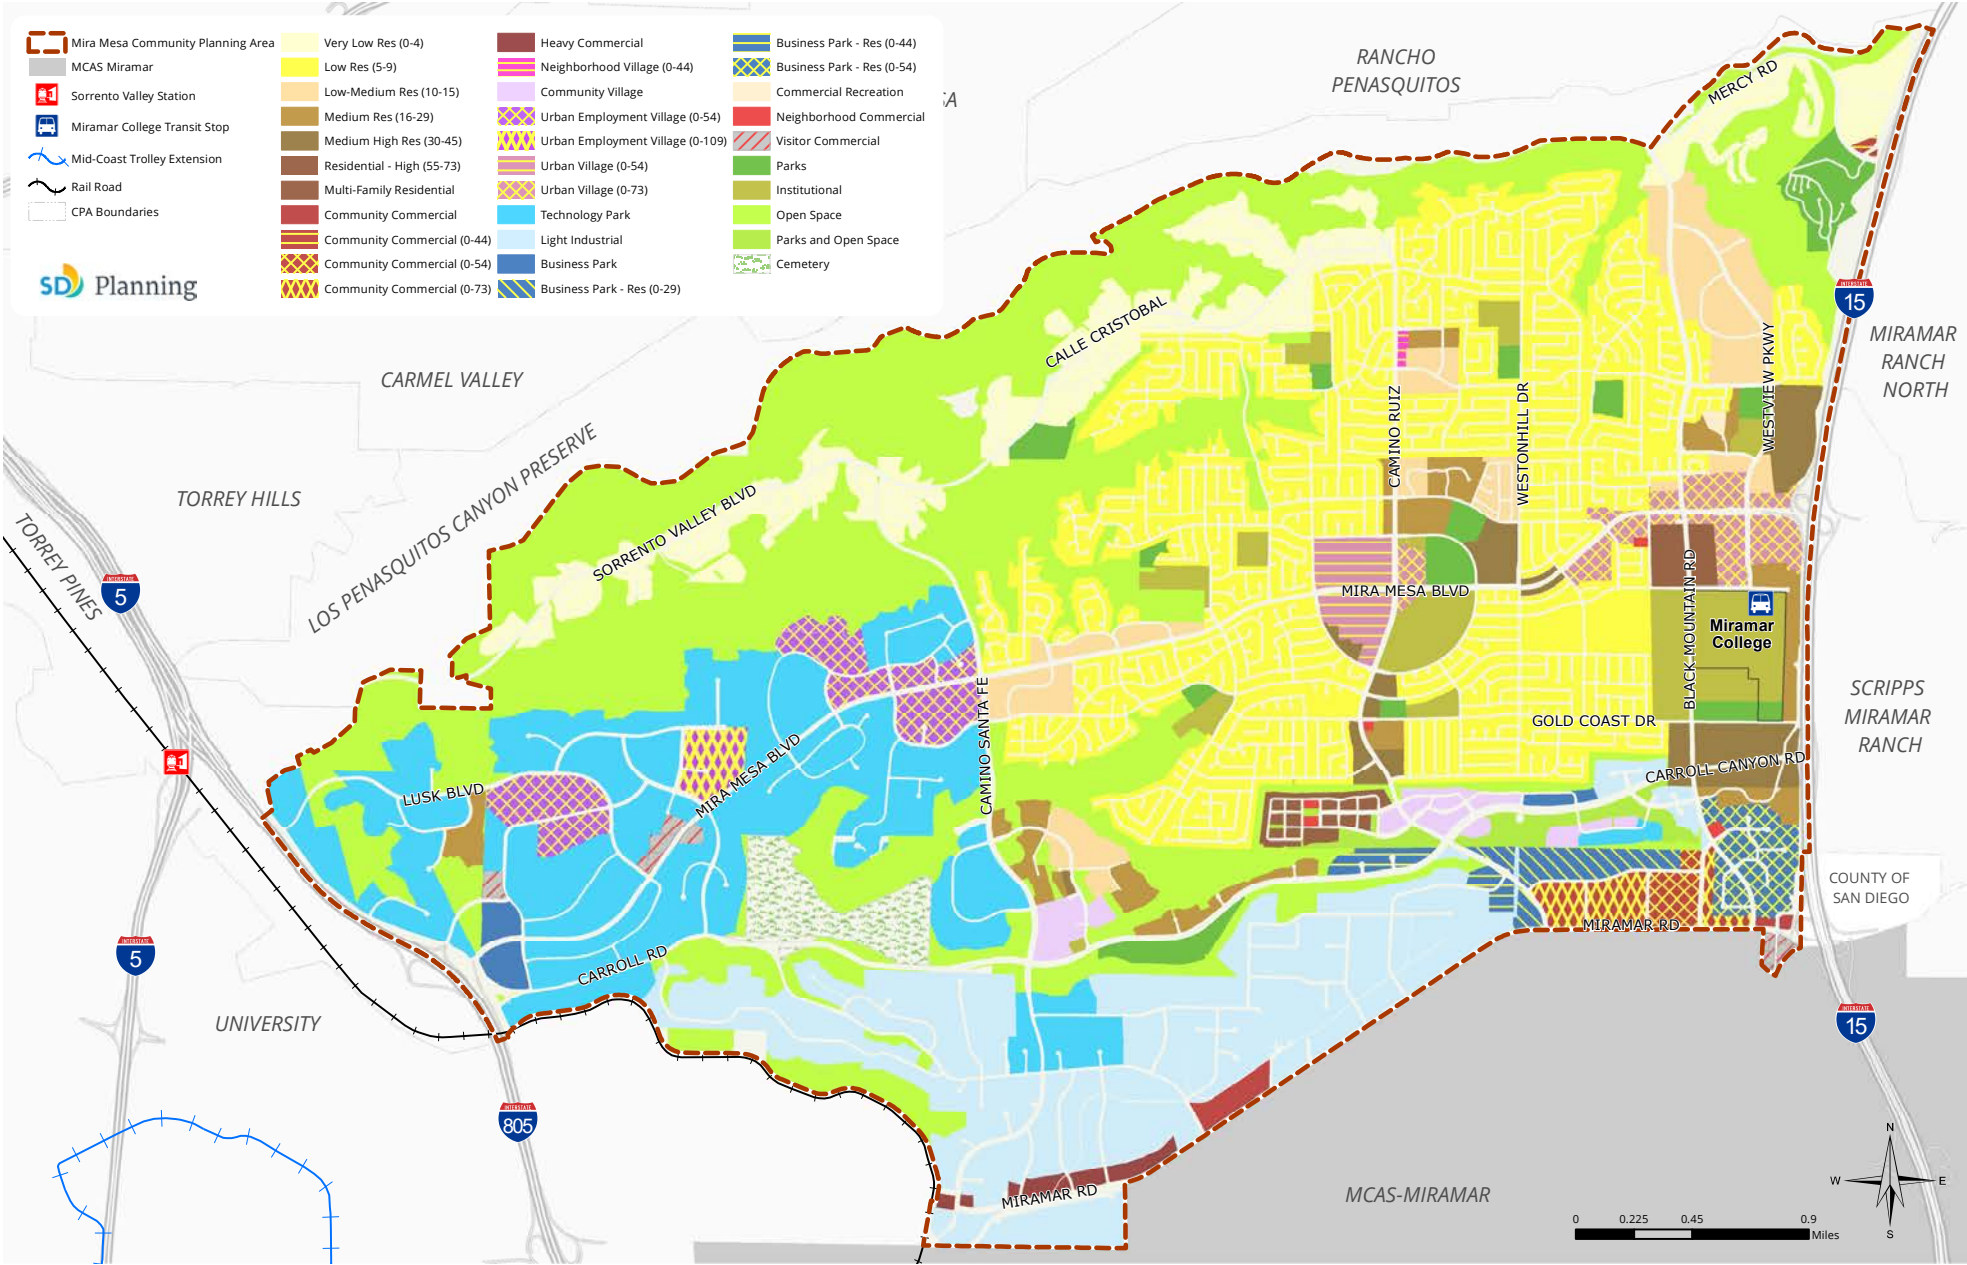 Mira Mesa Community Planning Area
MCAS Miramar
Sorrento Valley Station
Miramar College Transit Stop
Mid-Coast Trolley Extension
Rail Road
CPA Boundaries
Very Low Res (0-4)
Low Res (5-9)
Low-Medium Res (10-15)
Medium Res (16-29)
Medium High Res (30-45)
Residential - High (55-73)
Multi-Family Residential
Community Commercial
Community Commercial (0-44)
Community Commercial (0-54)
Community Commercial (0-73)
Heavy Commercial
Neighborhood Village (0-44)
Community Village
Urban Employment Village (0-54)
Urban Employment Village (0-109)
Urban Village (0-54)
Urban Village (0-73)
Technology Park
Light Industrial
Business Park
Business Park - Res (0-29)
Business Park - Res (0-44)
Business Park - Res (0-54)
Commercial Recreation
Neighborhood Commercial
Visitor Commercial
Parks
Institutional
Open Space
Parks and Open Space
Cemetery
SD Planning
SA
RANCHO
PENASQUITOS
MERCY RD
INTERSTATE
15
MIRAMAR
RANCH
NORTH
CALLE CRISTOBAL
CARMEL VALLEY
WESTVIEW PKWY
CAMINO RUIZ
WESTONHILL DR
TORREY HILLS
LOS PENASQUITOS CANYON PRESERVE
SORRENTO VALLEY BLVD
TORREY PINES
INTERSTATE
5
MIRA MESA BLVD
BLACK MOUNTAIN RD
Miramar
College
SCRIPPS
MIRAMAR
RANCH
GOLD COAST DR
CAMINO SANTA FE
CARROLL CANYON RD
MIRA MESA BLVD
LUSK BLVD
COUNTY OF
SAN DIEGO
MIRAMAR RD
CARROLL RD
INTERSTATE
5
UNIVERSITY
INTERSTATE
15
INTERSTATE
805
MIRAMAR RD
MCAS-MIRAMAR
N
W
E
S
0
0.225
0.45
0.9
Miles